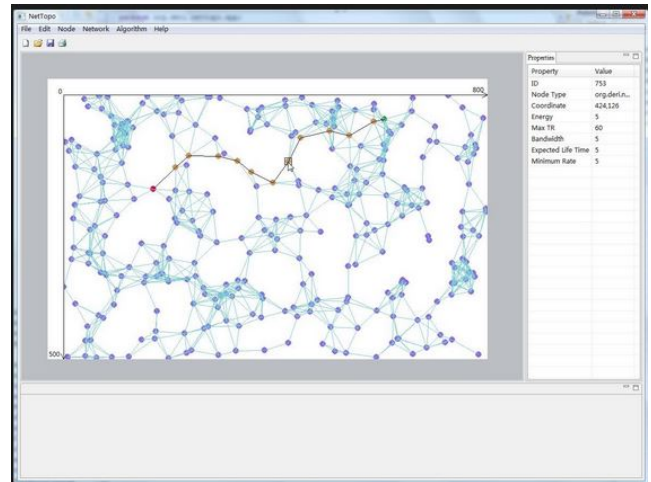 NetTopo
File Edit Node Network Algorithm Help
Properties
Property Value
ID 753
Node Type org.deri.n...
Coordinate 424,126
Energy 5
Max TR 60
Bandwidth 5
Expected Life Time 5
Minimum Rate 5
0
800
500